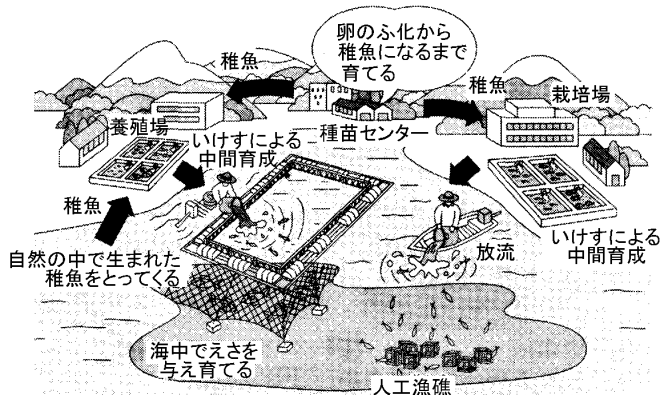 卵のふ化から
稚魚になるまで
育てる
稚魚
稚魚
栽培場
養殖場
種苗センター
いけすによる
中間育成
稚魚
自然の中で生まれた
稚魚をとってくる
放流
いけすによる
中間育成
海中でえさを
与え育てる
人工漁礁